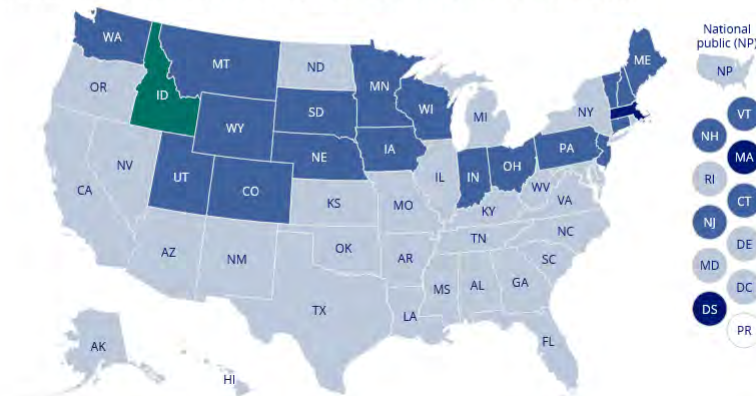 National
public (NP)
NP
WA
MT
ND
MN
ME
OR
ID
SD
WI
NY
MI
WY
VT
NH
MA
NE
IA
PA
OH
IN
IL
NV
UT
CO
RI
WV
VA
CT
CA
KS
MO
KY
NJ
NC
TN
DE
AZ
NM
OK
AR
SC
MD
MS
AL
GA
DC
TX
LA
DS
PR
FL
AK
HI